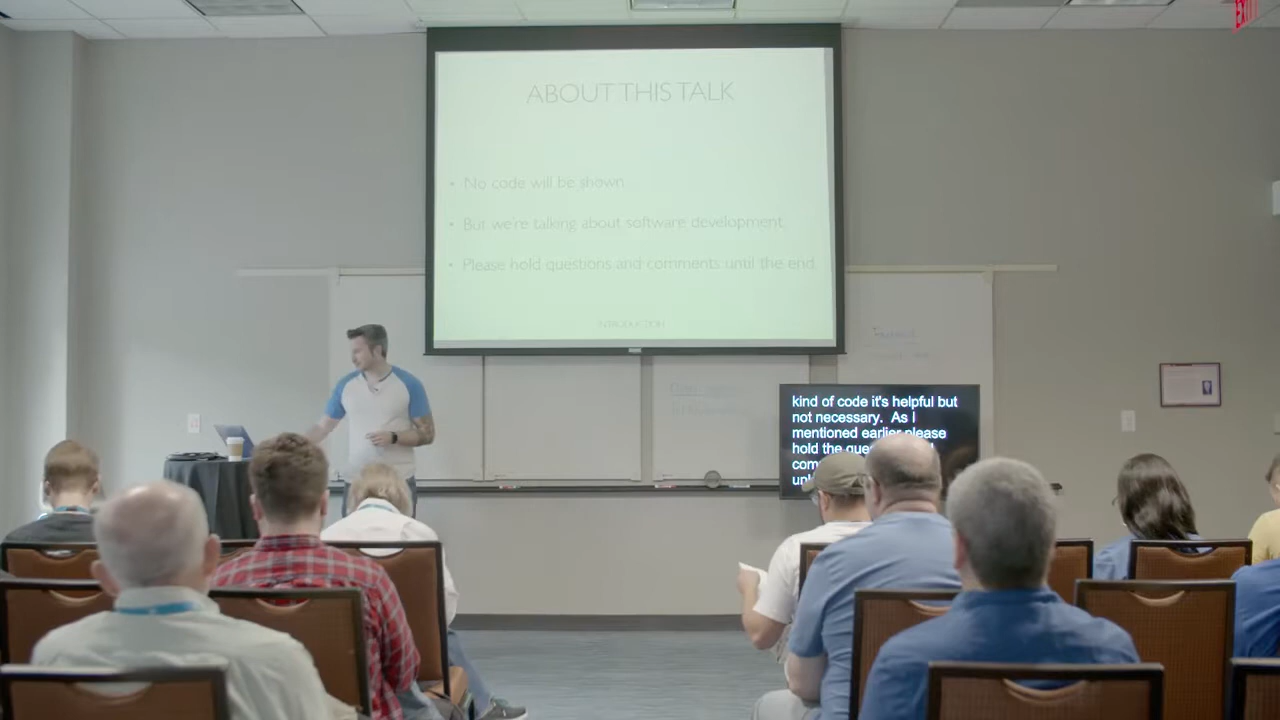 EXIT
ABOUT THIS TALK
• No code will be shown
• But we're talking about software development
• Please hold questions and comments until the end
INTRODUCTION
kind of code it's helpful but
not necessary. As I
mentioned earlier please
hold the